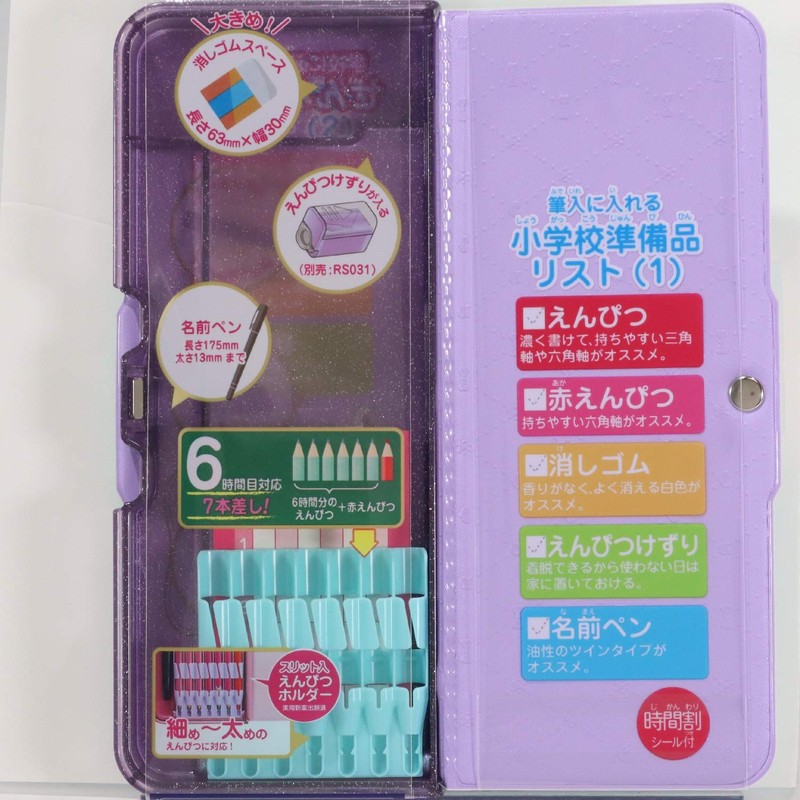 大きめ!
消しゴムスペース
長さ63mm×幅30mm
えんぴつけずりが入る
(別売:RS031)
名前ペン
長さ175mm
太さ13mmまで
6時間目対応
7本差し!
6時間分のえんぴつ+赤えんぴつ
1
スリット入
えんぴつ
ホルダー
実用新案出願済
細め〜太めの
えんぴつに対応!
筆入に入れる
小学校準備品
リスト(1)
えんぴつ
濃く書けて、持ちやすい三角
軸や六角軸がオススメ。
赤えんぴつ
持ちやすい六角軸がオススメ。
消しゴム
香りがなく、よく消える白色が
オススメ。
えんぴつけずり
着脱できるから使わない日は
家に置いておける。
名前ペン
油性のツインタイプが
オススメ。
時間割
シール付